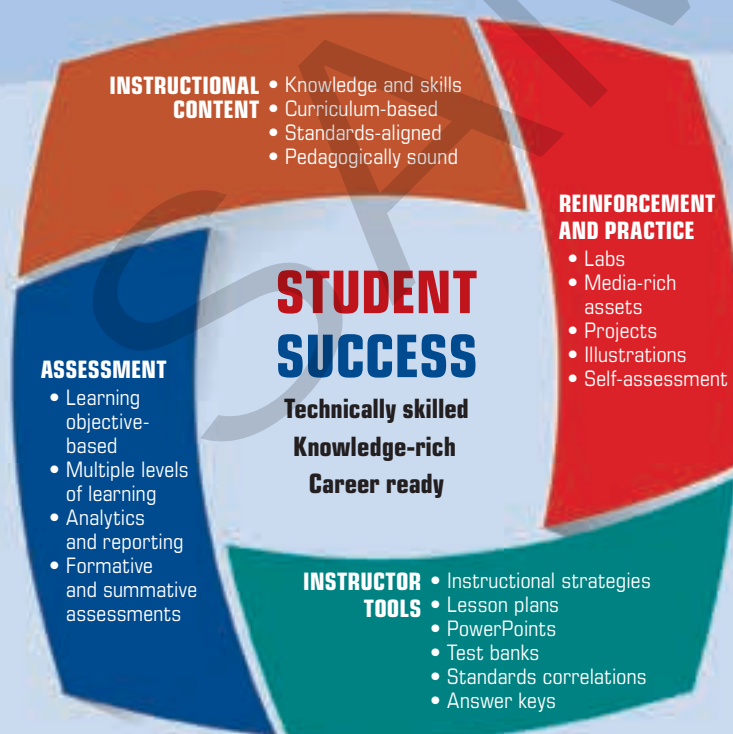 INSTRUCTIONAL CONTENT
• Knowledge and skills
• Curriculum-based
• Standards-aligned
• Pedagogically sound
REINFORCEMENT
AND PRACTICE
• Labs
• Media-rich
assets
• Projects
• Illustrations
• Self-assessment
STUDENT
SUCCESS
Technically skilled
Knowledge-rich
Career ready
ASSESSMENT
• Learning
objective-
based
• Multiple levels
of learning
• Analytics
and reporting
• Formative
and summative
assessments
INSTRUCTOR
TOOLS
• Instructional strategies
• Lesson plans
• PowerPoints
• Test banks
• Standards correlations
• Answer keys